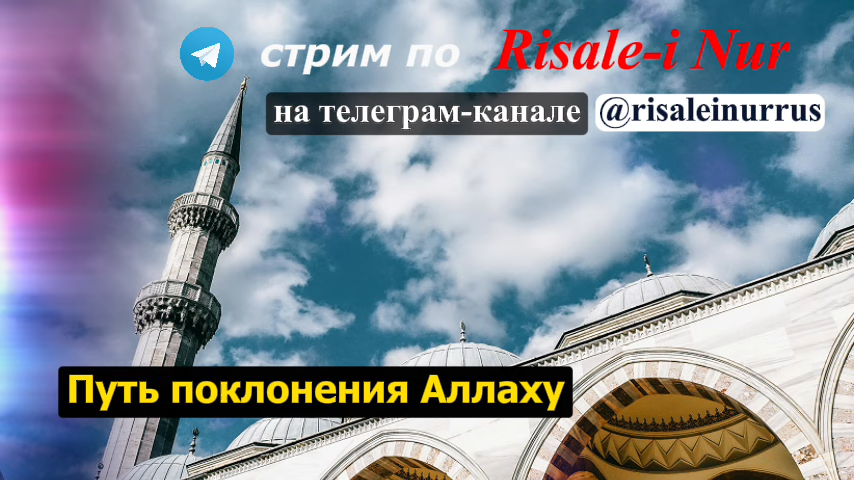 стрим по Risale-i Nur
на телеграм-канале @risaleinurrus
Путь поклонения Аллаху